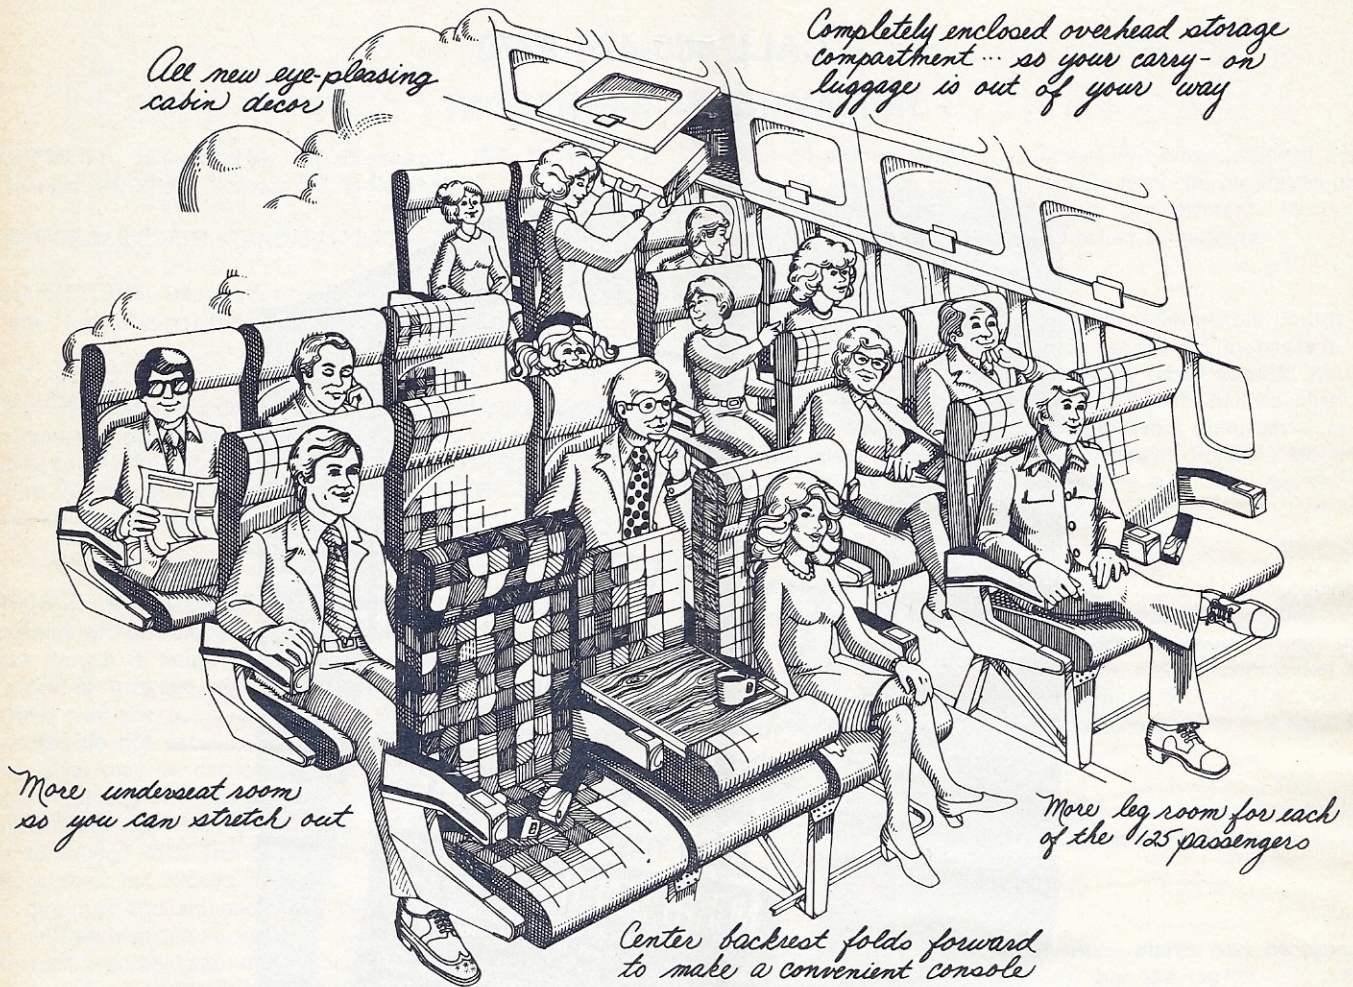 All new eye-pleasing
cabin decor
Completely enclosed overhead storage
compartment... so your carry-on
luggage is out of your way
More underseat room
so you can stretch out
More leg room for each
of the 125 passengers
Center backrest folds forward
to make a convenient console